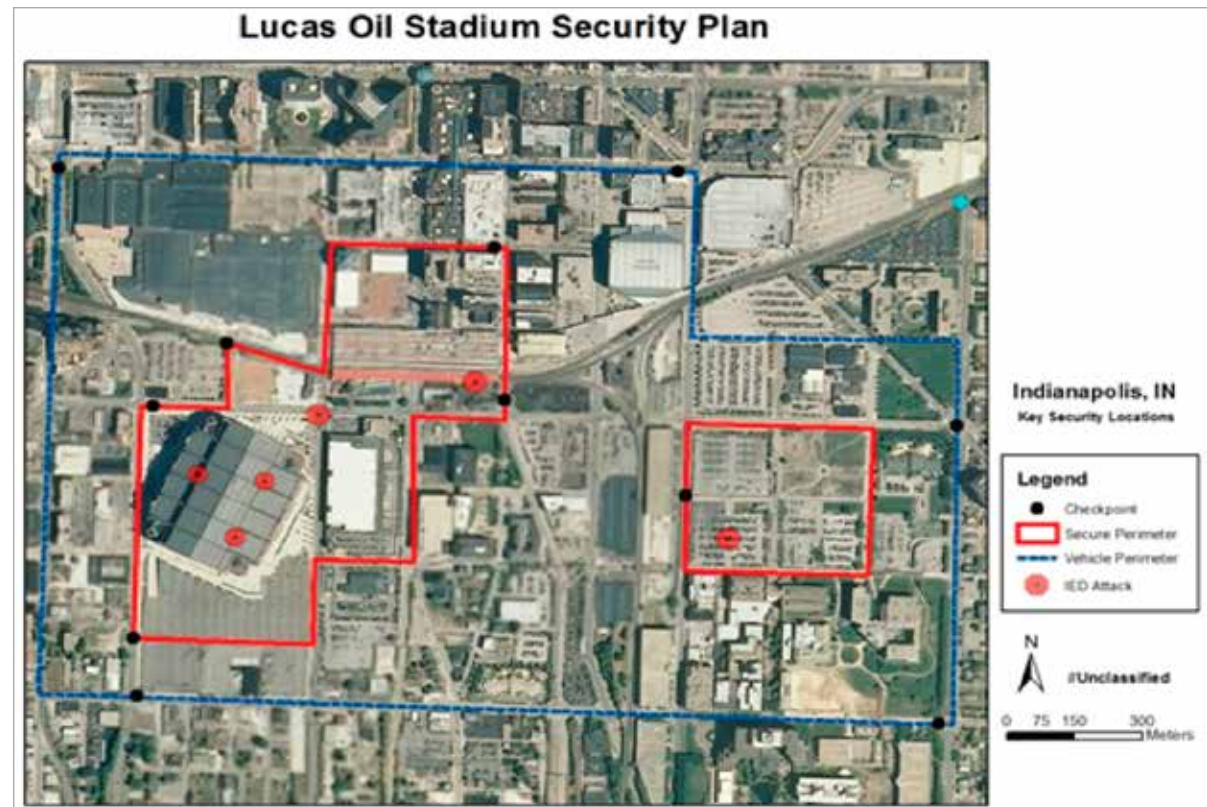 Lucas Oil Stadium Security Plan
Indianapolis, IN
Key Security Locations
Legend
Checkpoint
Secure Perimeter
Vehicle Perimeter
IED Attack
N
//Unclassified
0 75 150 300
Meters